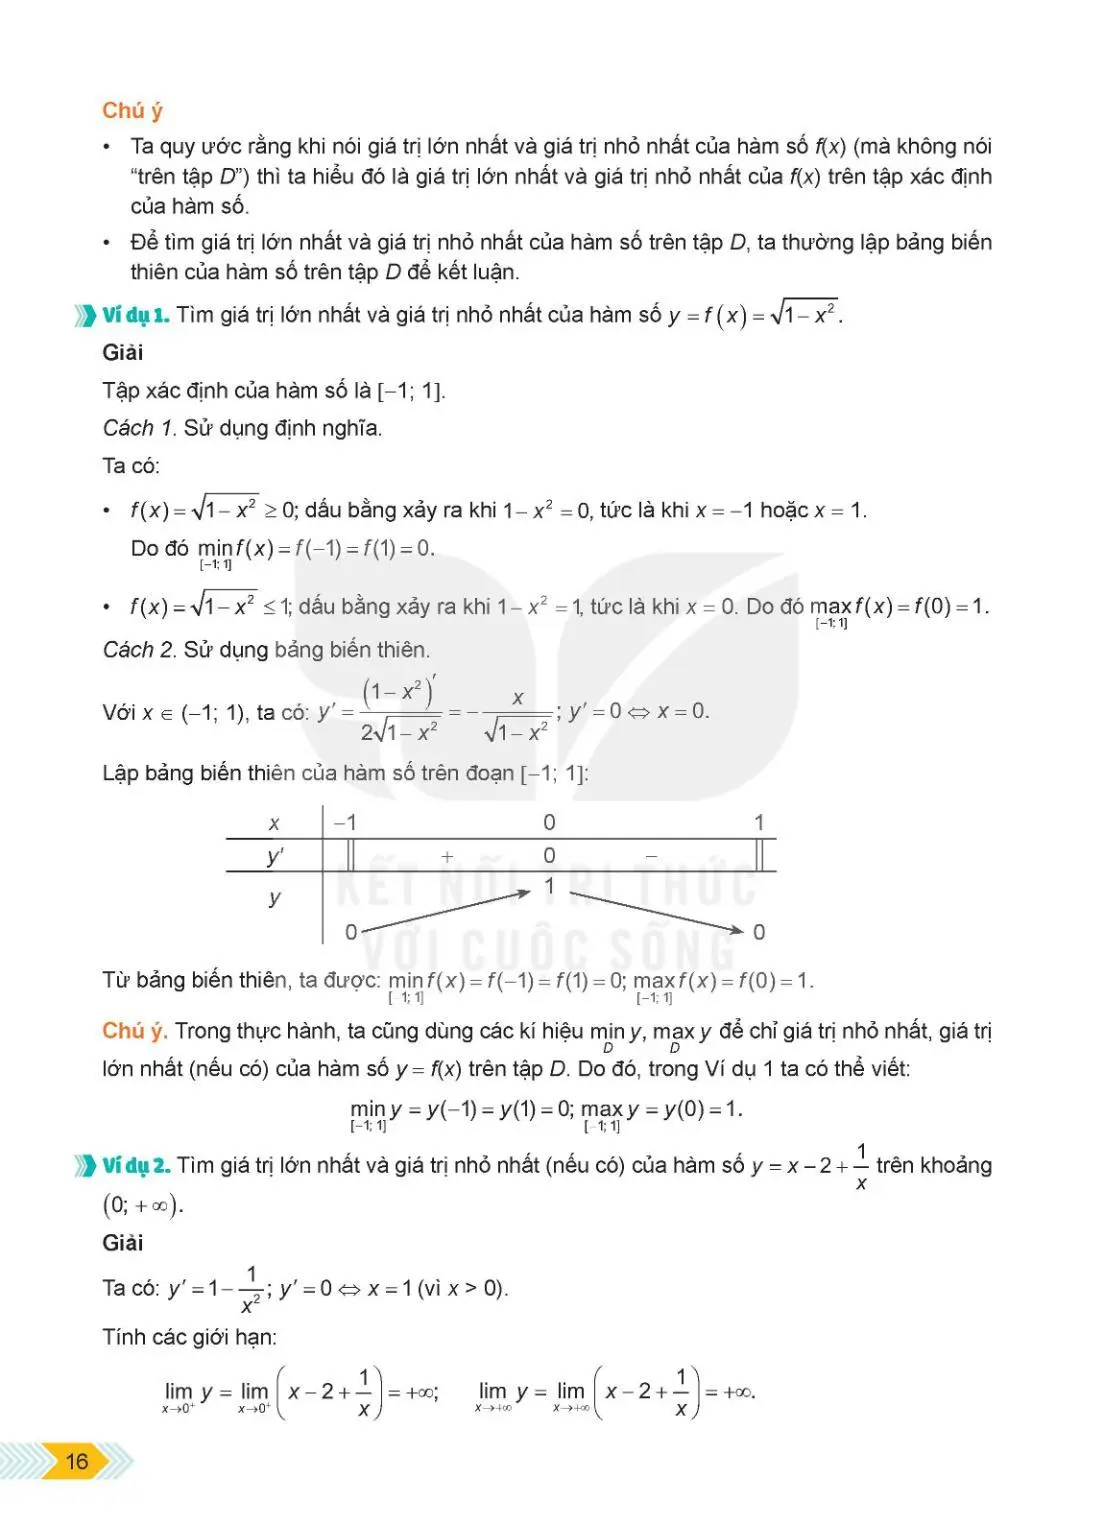 Chú ý
• Ta quy ước rằng khi nói giá trị lớn nhất và giá trị nhỏ nhất của hàm số f(x) (mà không nói
“trên tập D”) thì ta hiểu đó là giá trị lớn nhất và giá trị nhỏ nhất của f(x) trên tập xác định
của hàm số.
• Để tìm giá trị lớn nhất và giá trị nhỏ nhất của hàm số trên tập D, ta thường lập bảng biến
thiên của hàm số trên tập D để kết luận.
Ví dụ 1. Tìm giá trị lớn nhất và giá trị nhỏ nhất của hàm số y = f(x) = √(1 − x²).
Giải
Tập xác định của hàm số là [−1; 1].
Cách 1. Sử dụng định nghĩa.
Ta có:
• f(x) = √(1 − x²) ≥ 0; dấu bằng xảy ra khi 1 − x² = 0, tức là khi x = −1 hoặc x = 1.
Do đó min_[−1; 1] f(x) = f(−1) = f(1) = 0.
• f(x) = √(1 − x²) ≤ 1; dấu bằng xảy ra khi 1 − x² = 1, tức là khi x = 0. Do đó max_[−1; 1] f(x) = f(0) = 1.
Cách 2. Sử dụng bảng biến thiên.
Với x ∈ (−1; 1), ta có: y′ = (1 − x²)′ / (2√(1 − x²)) = − x / √(1 − x²); y′ = 0 ⇔ x = 0.
Lập bảng biến thiên của hàm số trên đoạn [−1; 1]:
x −1 0 1
y′ + 0 −
y 0 1 0
KẾT NỐI TRI THỨC
VỚI CUỘC SỐNG
Từ bảng biến thiên, ta được: min_[−1; 1] f(x) = f(−1) = f(1) = 0; max_[−1; 1] f(x) = f(0) = 1.
Chú ý. Trong thực hành, ta cũng dùng các kí hiệu min_D y, max_D y để chỉ giá trị nhỏ nhất, giá trị
lớn nhất (nếu có) của hàm số y = f(x) trên tập D. Do đó, trong Ví dụ 1 ta có thể viết:
min_[−1; 1] y = y(−1) = y(1) = 0; max_[−1; 1] y = y(0) = 1.
Ví dụ 2. Tìm giá trị lớn nhất và giá trị nhỏ nhất (nếu có) của hàm số y = x − 2 + 1/x trên khoảng
(0; +∞).
Giải
Ta có: y′ = 1 − 1/x²; y′ = 0 ⇔ x = 1 (vì x > 0).
Tính các giới hạn:
lim_(x→0⁺) y = lim_(x→0⁺) (x − 2 + 1/x) = +∞; lim_(x→+∞) y = lim_(x→+∞) (x − 2 + 1/x) = +∞.
16